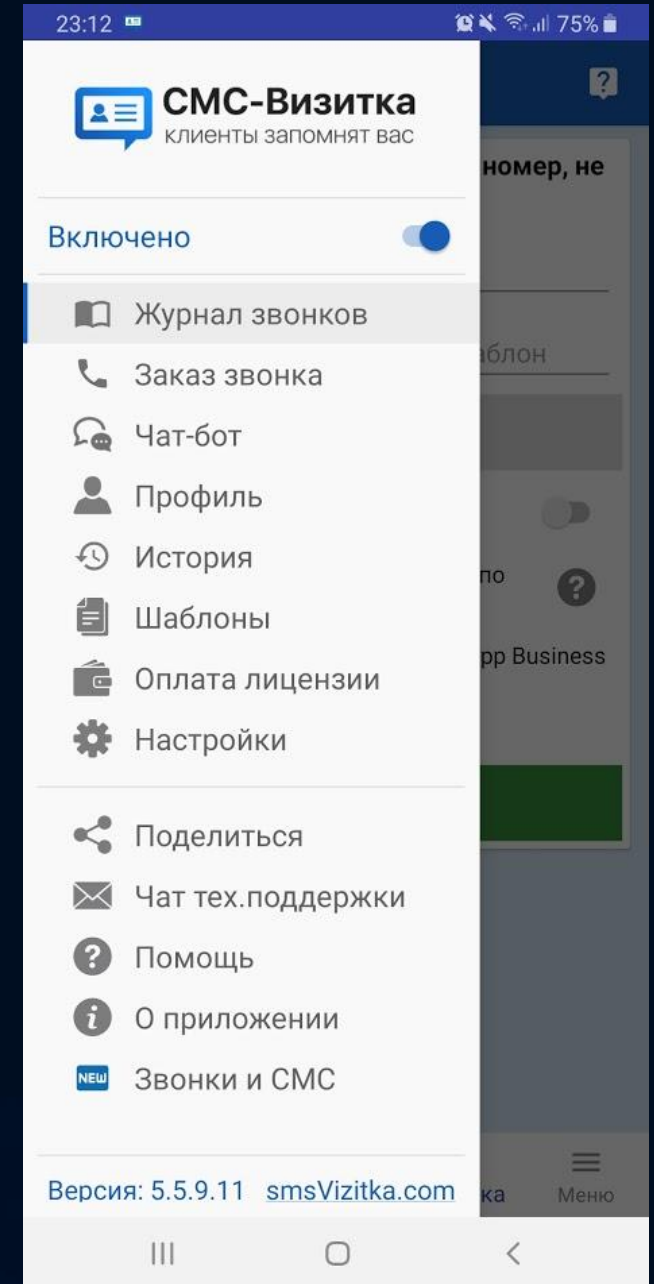 23:12
75%
СМС-Визитка
клиенты запомнят вас
номер, не
Включено
Журнал звонков
аблон
Заказ звонка
Чат-бот
Профиль
История
по
Шаблоны
pp Business
Оплата лицензии
Настройки
Поделиться
Чат тех.поддержки
Помощь
О приложении
NEW
Звонки и СМС
Версия: 5.5.9.11 smsVizitka.com
ка
Меню